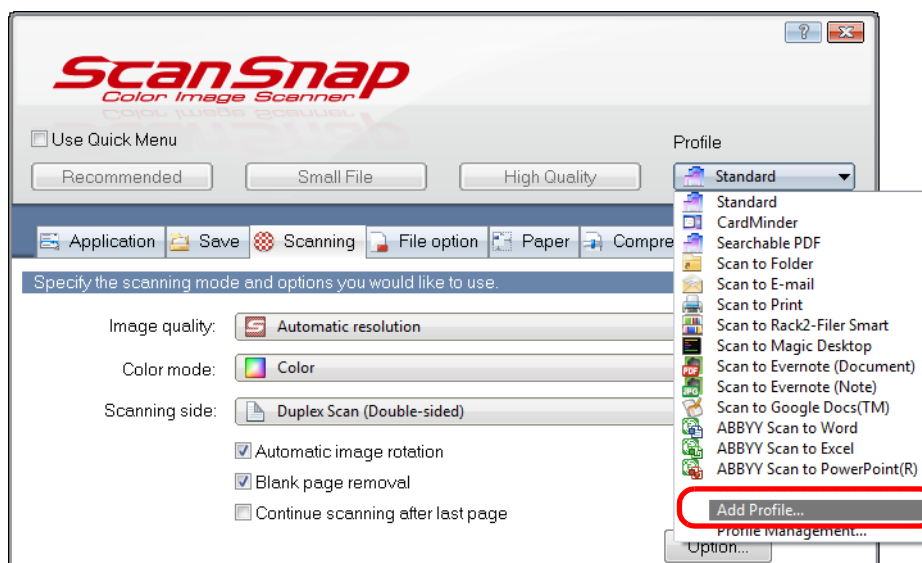 ScanSnap
Color Image Scanner
Use Quick Menu
Profile
Recommended
Small File
High Quality
Standard
Application
Save
Scanning
File option
Paper
Compre
Specify the scanning mode and options you would like to use.
Image quality:
Automatic resolution
Color mode:
Color
Scanning side:
Duplex Scan (Double-sided)
Automatic image rotation
Blank page removal
Continue scanning after last page
Option...
Standard
CardMinder
Searchable PDF
Scan to Folder
Scan to E-mail
Scan to Print
Scan to Rack2-Filer Smart
Scan to Magic Desktop
PDF
Scan to Evernote (Document)
JPG
Scan to Evernote (Note)
Scan to Google Docs(TM)
ABBYY Scan to Word
ABBYY Scan to Excel
ABBYY Scan to PowerPoint(R)
Add Profile...
Profile Management...